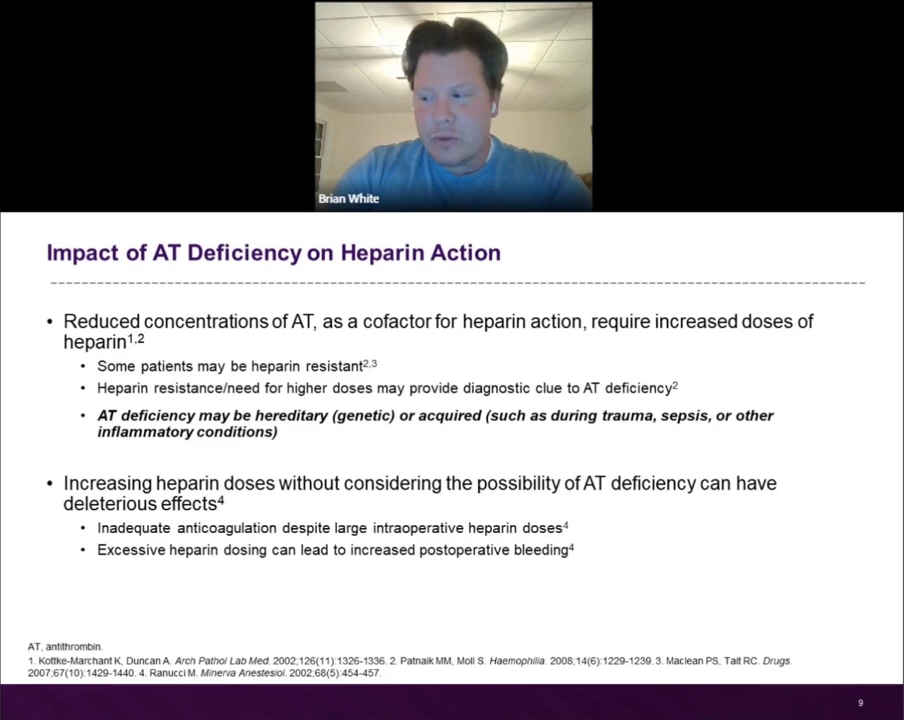 Brian White
Impact of AT Deficiency on Heparin Action
• Reduced concentrations of AT, as a cofactor for heparin action, require increased doses of
heparin1,2
• Some patients may be heparin resistant2,3
• Heparin resistance/need for higher doses may provide diagnostic clue to AT deficiency2
• AT deficiency may be hereditary (genetic) or acquired (such as during trauma, sepsis, or other
inflammatory conditions)
• Increasing heparin doses without considering the possibility of AT deficiency can have
deleterious effects4
• Inadequate anticoagulation despite large intraoperative heparin doses4
• Excessive heparin dosing can lead to increased postoperative bleeding4
AT, antithrombin.
1. Kottke-Marchant K, Duncan A. Arch Pathol Lab Med. 2002;126(11):1326-1336. 2. Patnaik MM, Moll S. Haemophilia. 2008;14(6):1229-1239. 3. Maclean PS, Tait RC. Drugs.
2007;67(10):1429-1440. 4. Ranucci M. Minerva Anestesiol. 2002;68(5):454-457.
9